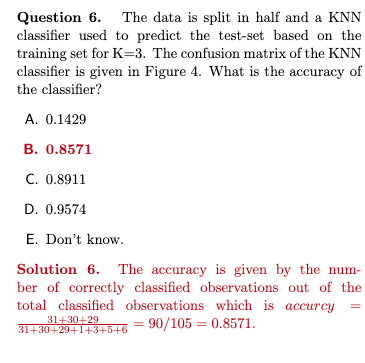 Question 6. The data is split in half and a KNN
classifier used to predict the test-set based on the
training set for K=3. The confusion matrix of the KNN
classifier is given in Figure 4. What is the accuracy of
the classifier?
A. 0.1429
B. 0.8571
C. 0.8911
D. 0.9574
E. Don't know.
Solution 6. The accuracy is given by the num-
ber of correctly classified observations out of the
total classified observations which is accurcy =
31+30+29/31+30+29+1+3+5+6 = 90/105 = 0.8571.